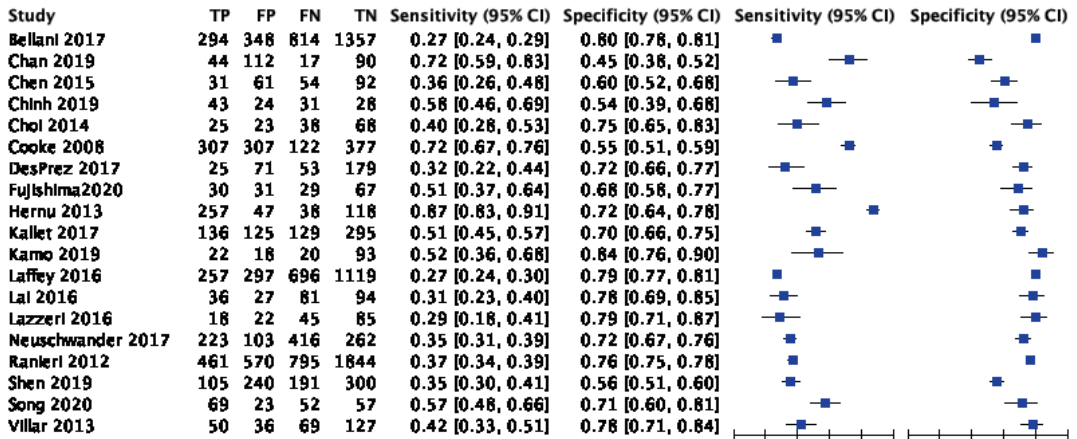 Study TP FP FN TN Sensitivity (95% CI) Specificity (95% CI) Sensitivity (95% CI) Specificity (95% CI)
Bellani 2017 294 348 814 1357 0.27 [0.24, 0.29] 0.80 [0.78, 0.81]
Chan 2019 44 112 17 90 0.72 [0.59, 0.83] 0.45 [0.38, 0.52]
Chen 2015 31 61 54 92 0.36 [0.26, 0.48] 0.60 [0.52, 0.68]
Chinh 2019 43 24 31 28 0.58 [0.46, 0.69] 0.54 [0.39, 0.68]
Choi 2014 25 23 38 68 0.40 [0.28, 0.53] 0.75 [0.65, 0.83]
Cooke 2008 307 307 122 377 0.72 [0.67, 0.76] 0.55 [0.51, 0.59]
DesPrez 2017 25 71 53 179 0.32 [0.22, 0.44] 0.72 [0.66, 0.77]
Fujishima2020 30 31 29 67 0.51 [0.37, 0.64] 0.68 [0.58, 0.77]
Hernu 2013 257 47 38 118 0.87 [0.83, 0.91] 0.72 [0.64, 0.78]
Kallet 2017 136 125 129 295 0.51 [0.45, 0.57] 0.70 [0.66, 0.75]
Kamo 2019 22 18 20 93 0.52 [0.36, 0.68] 0.84 [0.76, 0.90]
Laffey 2016 257 297 696 1119 0.27 [0.24, 0.30] 0.79 [0.77, 0.81]
Lai 2016 36 27 81 94 0.31 [0.23, 0.40] 0.78 [0.69, 0.85]
Lazzeri 2016 18 22 45 85 0.29 [0.18, 0.41] 0.79 [0.71, 0.87]
Neuschwander 2017 223 103 416 262 0.35 [0.31, 0.39] 0.72 [0.67, 0.76]
Ranieri 2012 461 570 795 1844 0.37 [0.34, 0.39] 0.76 [0.75, 0.78]
Shen 2019 105 240 191 300 0.35 [0.30, 0.41] 0.56 [0.51, 0.60]
Song 2020 69 23 52 57 0.57 [0.48, 0.66] 0.71 [0.60, 0.81]
Villar 2013 50 36 69 127 0.42 [0.33, 0.51] 0.78 [0.71, 0.84]